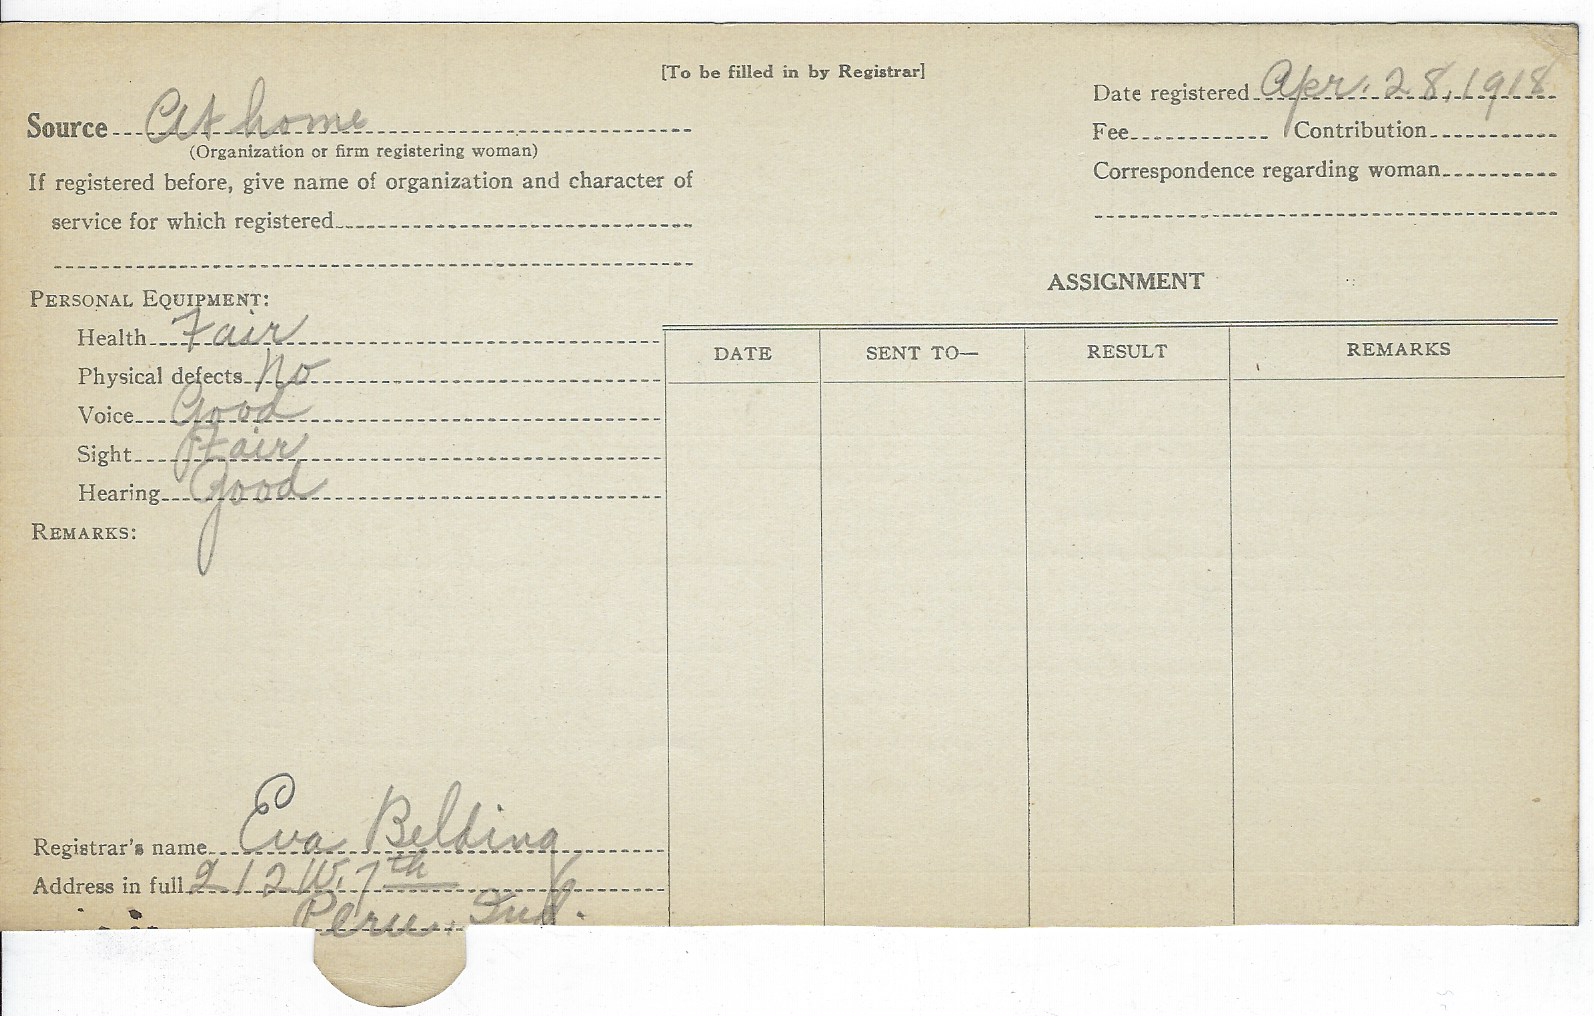 [To be filled in by Registrar]
Date registered Apr. 28, 1918
Source At home
Fee Contribution
(Organization or firm registering woman)
If registered before, give name of organization and character of
Correspondence regarding woman
service for which registered
ASSIGNMENT
PERSONAL EQUIPMENT:
Health Fair
DATE SENT TO— RESULT REMARKS
Physical defects No
Voice Good
Sight Fair
Hearing Good
REMARKS:
Registrar's name Eva Belding
Address in full 212 W. 7th
Peru, Ind.